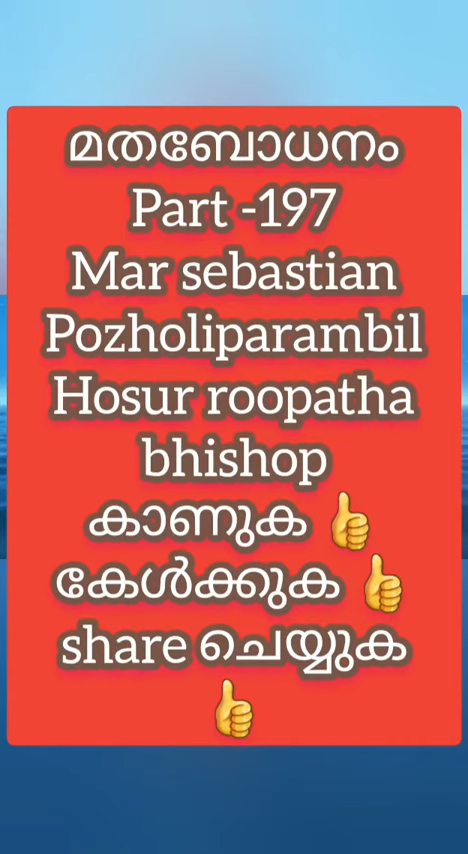 മതബോധനം
Part -197
Mar sebastian
Pozholiparambil
Hosur roopatha
bhishop
കാണുക 👍
കേൾക്കുക 👍
share ചെയ്യുക
👍